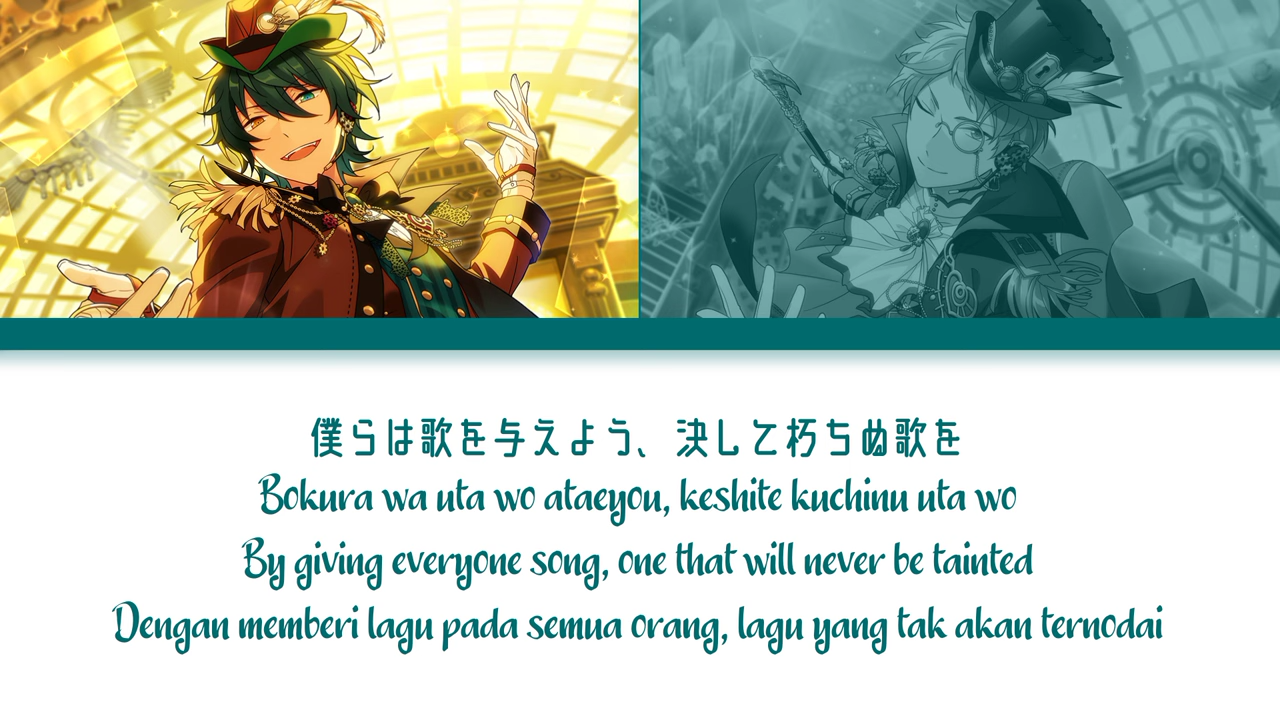 僕らは歌を与えよう、決して朽ちぬ歌を
Bokura wa uta wo ataeyou, keshite kuchinu uta wo
By giving everyone song, one that will never be tainted
Dengan memberi lagu pada semua orang, lagu yang tak akan ternodai